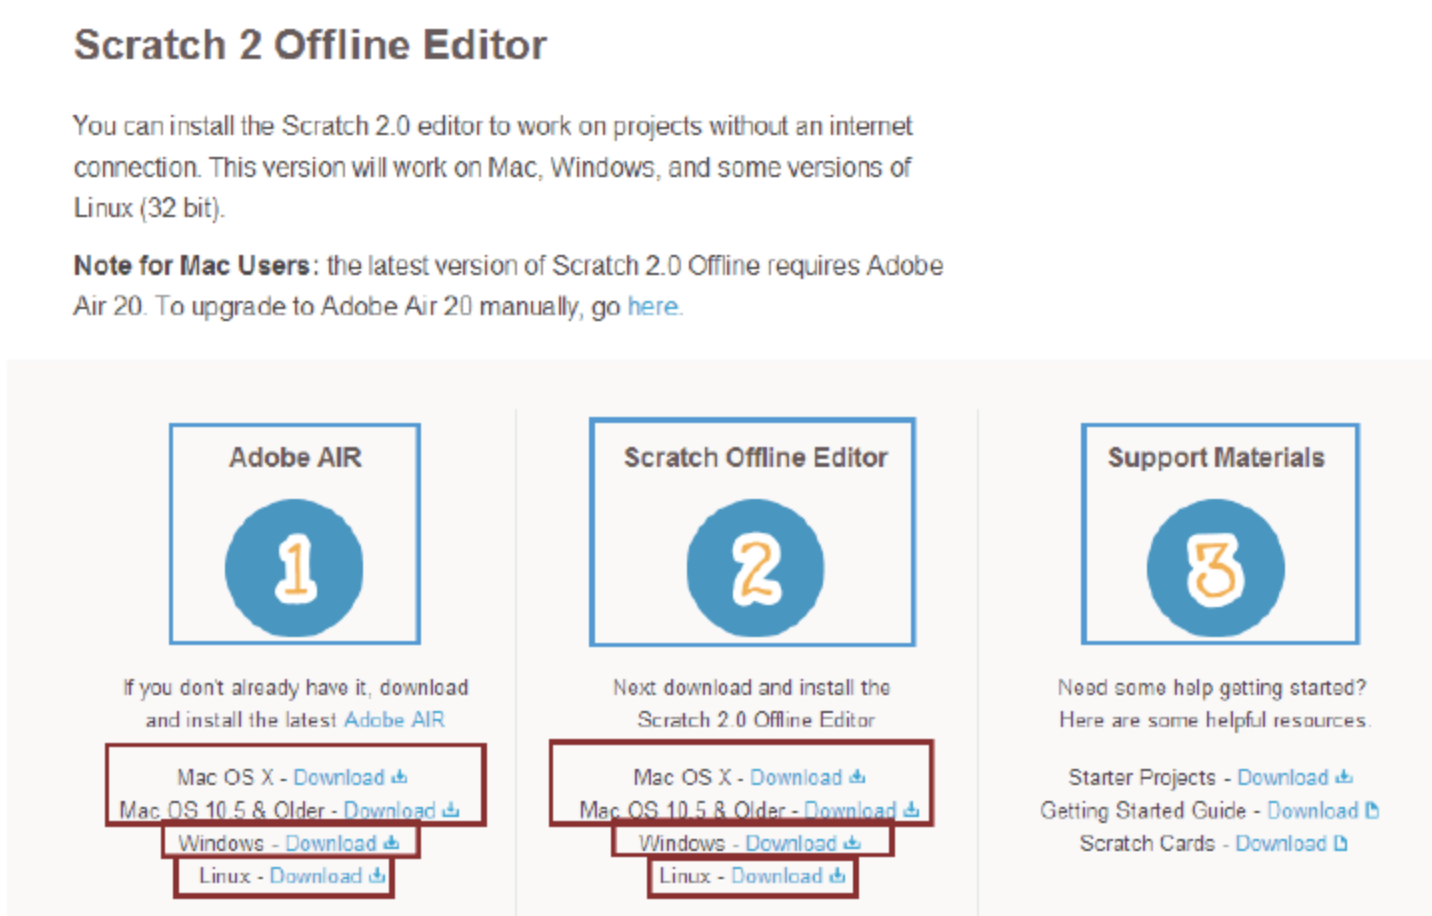 Scratch 2 Offline Editor
You can install the Scratch 2.0 editor to work on projects without an internet
connection. This version will work on Mac, Windows, and some versions of
Linux (32 bit).
Note for Mac Users: the latest version of Scratch 2.0 Offline requires Adobe
Air 20. To upgrade to Adobe Air 20 manually, go here.
Adobe AIR
1
If you don't already have it, download
and install the latest Adobe AIR
Mac OS X - Download
Mac OS 10.5 & Older - Download
Windows - Download
Linux - Download
Scratch Offline Editor
2
Next download and install the
Scratch 2.0 Offline Editor
Mac OS X - Download
Mac OS 10.5 & Older - Download
Windows - Download
Linux - Download
Support Materials
3
Need some help getting started?
Here are some helpful resources.
Starter Projects - Download
Getting Started Guide - Download
Scratch Cards - Download